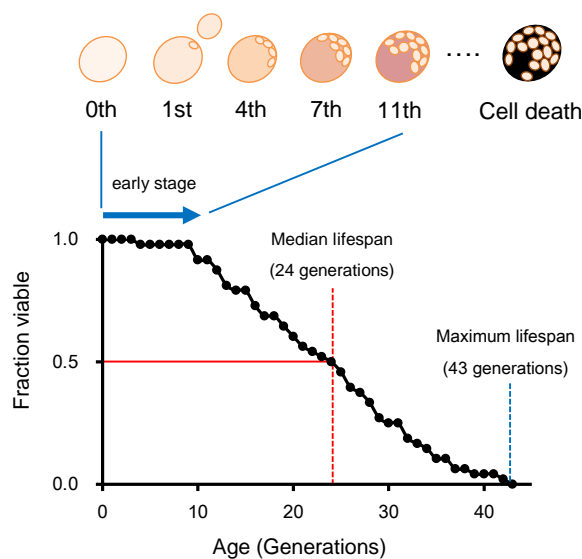 0th 1st 4th 7th 11th Cell death
early stage
Median lifespan
(24 generations)
Maximum lifespan
(43 generations)
Fraction viable
1.0
0.5
0.0
0 10 20 30 40
Age (Generations)